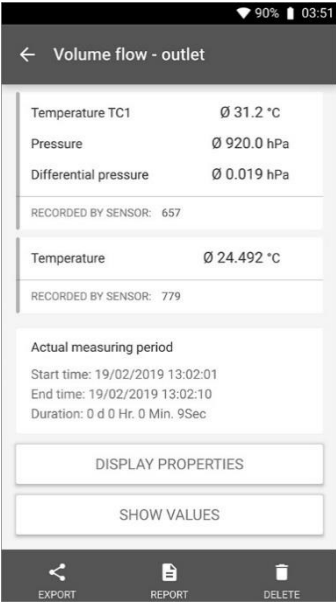 90% 03:51
← Volume flow - outlet
Temperature TC1 Ø 31.2 °C
Pressure Ø 920.0 hPa
Differential pressure Ø 0.019 hPa
RECORDED BY SENSOR: 657
Temperature Ø 24.492 °C
RECORDED BY SENSOR: 779
Actual measuring period
Start time: 19/02/2019 13:02:01
End time: 19/02/2019 13:02:10
Duration: 0 d 0 Hr. 0 Min. 9Sec
DISPLAY PROPERTIES
SHOW VALUES
EXPORT REPORT DELETE